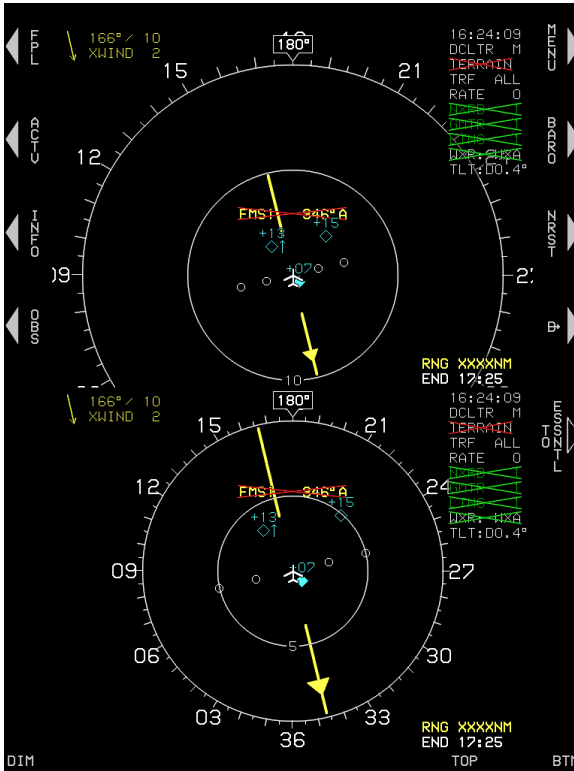 FPL
166°/ 10
XWIND 2
180°
16:24:09
DCLTR M
TERRAIN
TRF ALL
RATE 0
TLT:D0.4°
MENU
15
21
ACTV
12
BARO
FMS1 346°A
+13
+15
INFO
NRST
09
+07
OBS
10
RNG XXXXNM
END 17:25
166°/ 10
XWIND 2
180°
16:24:09
DCLTR M
TERRAIN
TRF ALL
RATE 0
WXR: WXA
TLT:D0.4°
TO ESSNTL
15
21
12
24
FMS1 346°A
+13
+15
09
+07
27
5
06
30
03
33
36
RNG XXXXNM
END 17:25
DIM
TOP
BTM